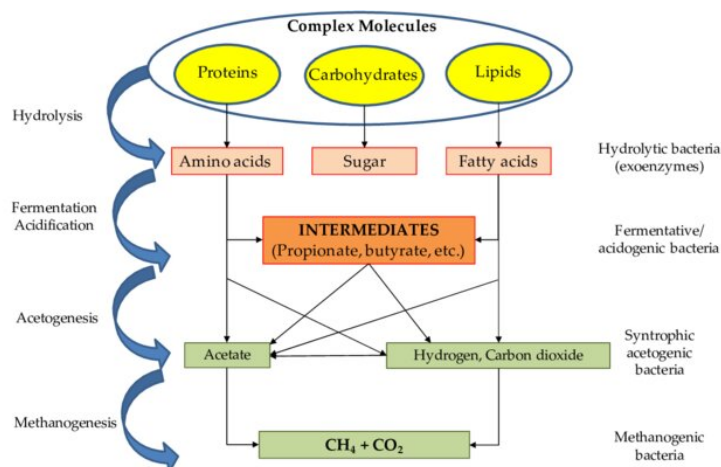 Complex Molecules
Proteins
Carbohydrates
Lipids
Hydrolysis
Amino acids
Sugar
Fatty acids
Hydrolytic bacteria
(exoenzymes)
Fermentation
Acidification
INTERMEDIATES
(Propionate, butyrate, etc.)
Fermentative/
acidogenic bacteria
Acetogenesis
Acetate
Hydrogen, Carbon dioxide
Syntrophic
acetogenic
bacteria
Methanogenesis
CH₄ + CO₂
Methanogenic
bacteria